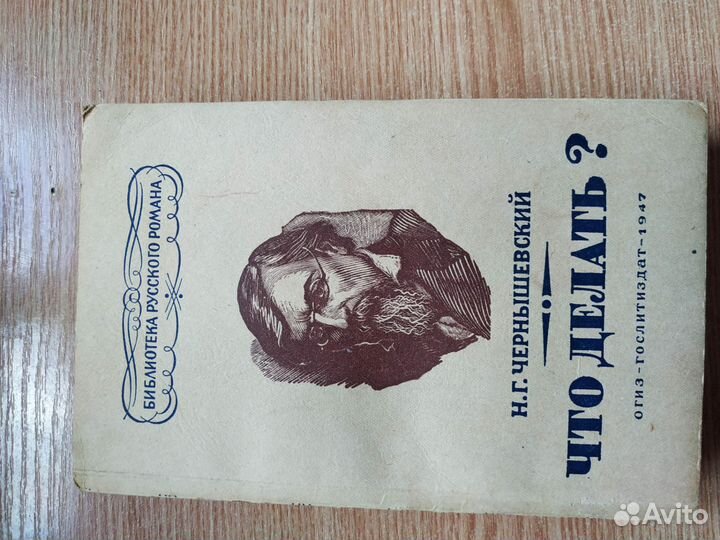 БИБЛИОТЕКА РУССКОГО РОМАНА
Н.Г. ЧЕРНЫШЕВСКИЙ
ЧТО ДЕЛАТЬ?
ОГИЗ-ГОСЛИТИЗДАТ-1947
Avito